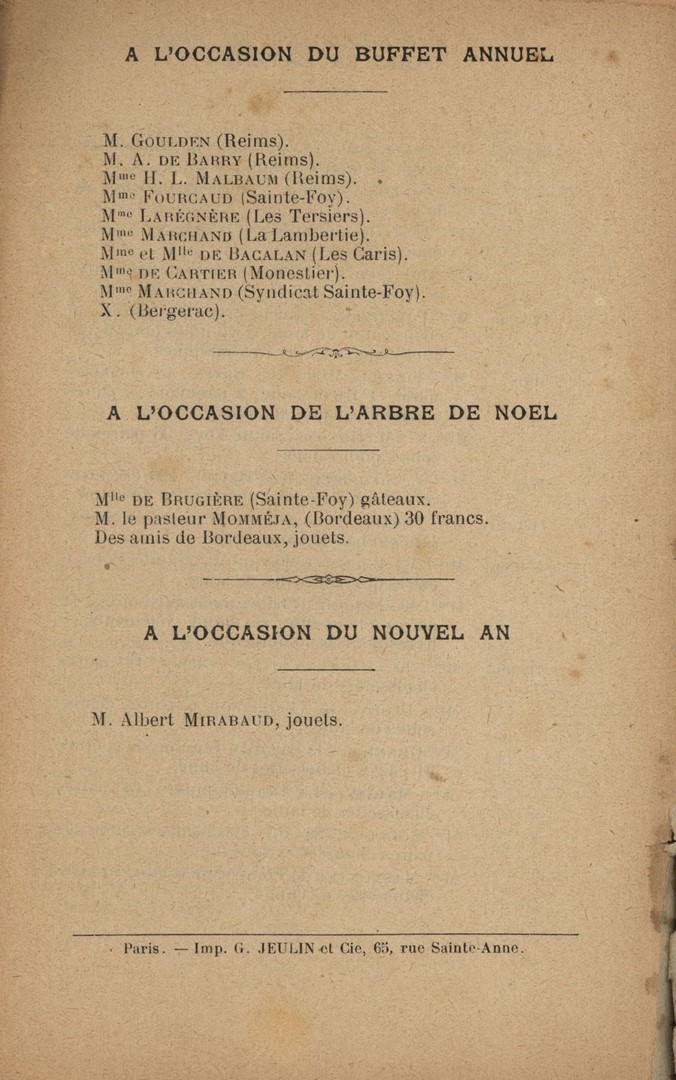 A L'OCCASION DU BUFFET ANNUEL
M. GOULDEN (Reims).
M. A. DE BARRY (Reims).
Mme H. L. MALBAUM (Reims).
Mme FOURCAUD (Sainte-Foy).
Mme LARÉGNÈRE (Les Tersiers).
Mme MARCHAND (La Lambertie).
Mme et Mlle DE BACALAN (Les Caris).
Mme DE CARTIER (Monestier).
Mme MARCHAND (Syndicat Sainte-Foy).
X. (Bergerac).
A L'OCCASION DE L'ARBRE DE NOEL
Mlle DE BRUGIÈRE (Sainte-Foy) gâteaux.
M. le pasteur MOMMÉJA, (Bordeaux) 30 francs.
Des amis de Bordeaux, jouets.
A L'OCCASION DU NOUVEL AN
M. Albert MIRABAUD, jouets.
Paris. — Imp. G. JEULIN et Cie, 65, rue Sainte-Anne.